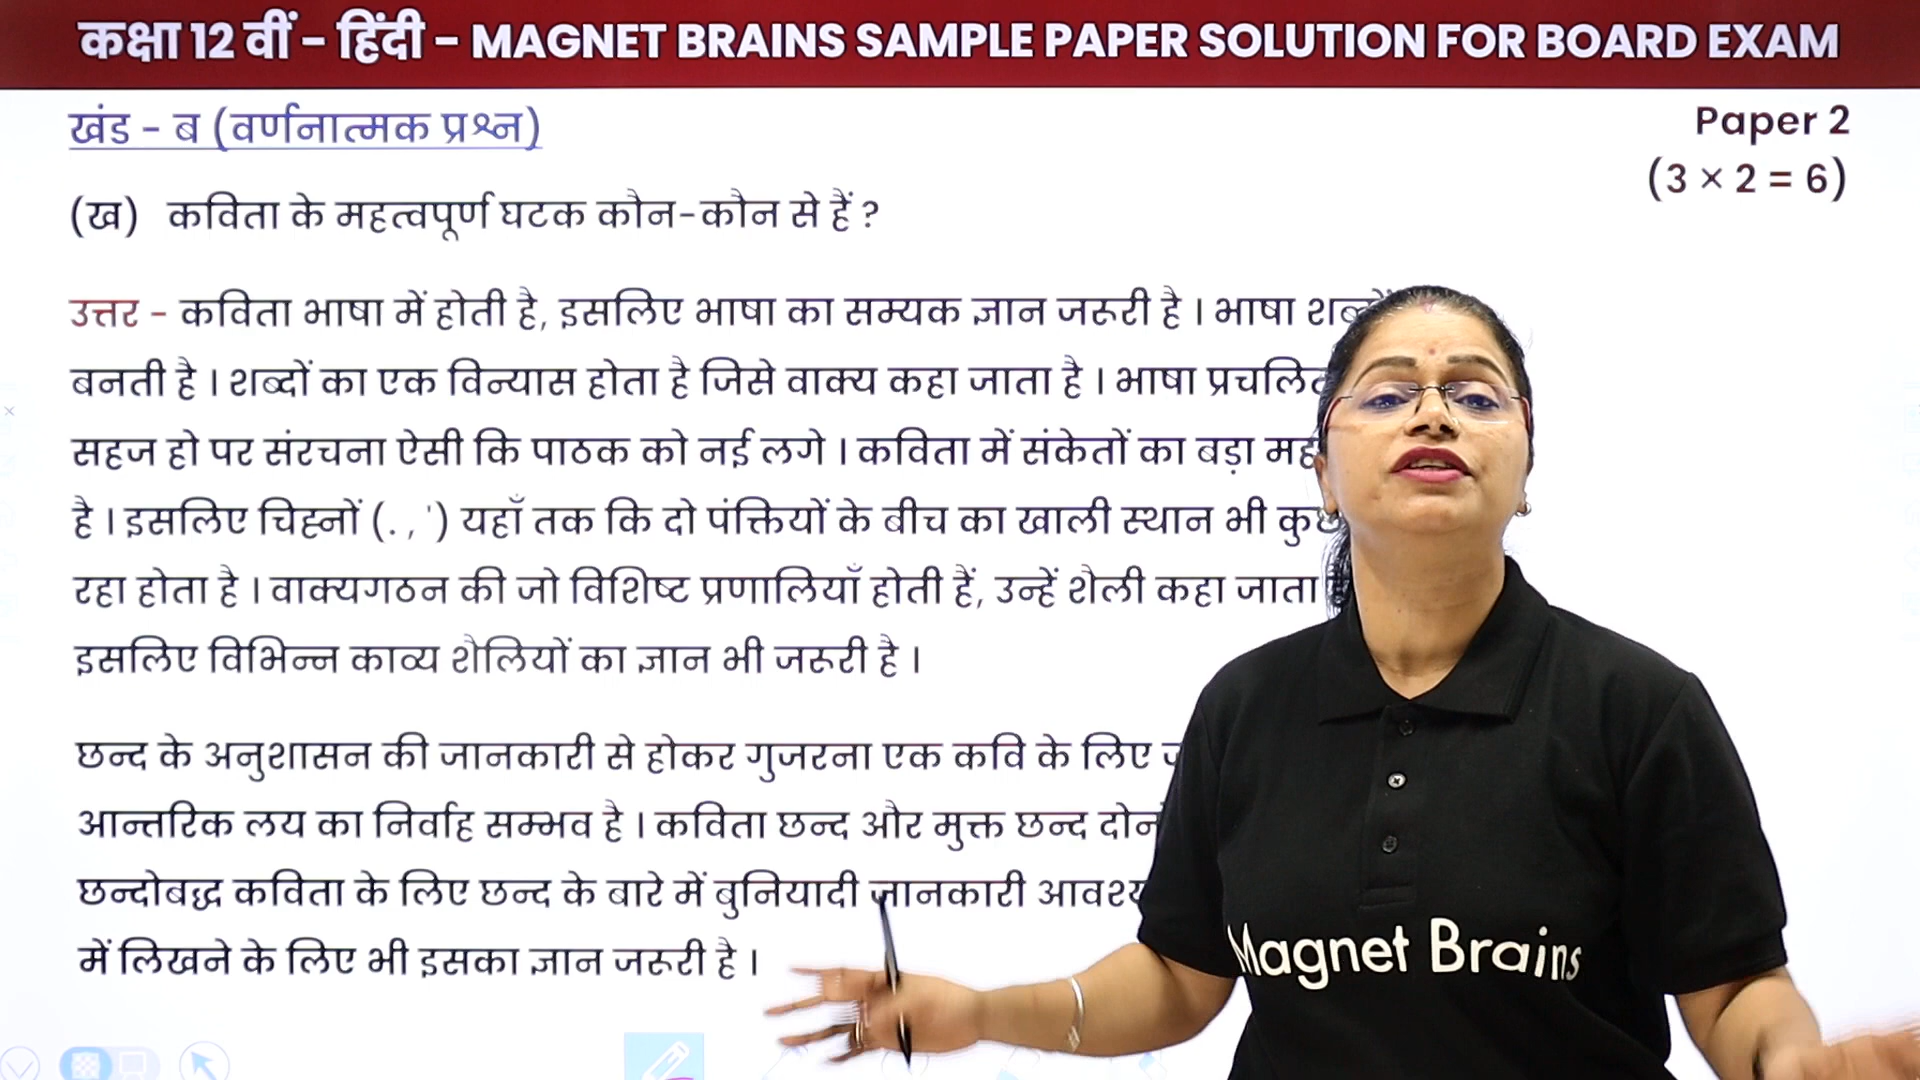 कक्षा 12 वीं - हिंदी - MAGNET BRAINS SAMPLE PAPER SOLUTION FOR BOARD EXAM
खंड - ब (वर्णनात्मक प्रश्न)
Paper 2
(3 × 2 = 6)
(ख) कविता के महत्वपूर्ण घटक कौन-कौन से हैं ?
उत्तर - कविता भाषा में होती है, इसलिए भाषा का सम्यक ज्ञान जरूरी है । भाषा
बनती है । शब्दों का एक विन्यास होता है जिसे वाक्य कहा जाता है । भाषा
सहज हो पर संरचना ऐसी कि पाठक को नई लगे । कविता में संकेतों का बड़ा
है । इसलिए चिह्नों (. , ') यहाँ तक कि दो पंक्तियों के बीच का खाली स्थान भी
रहा होता है । वाक्यगठन की जो विशिष्ट प्रणालियाँ होती हैं, उन्हें शैली कहा जाता
इसलिए विभिन्न काव्य शैलियों का ज्ञान भी जरूरी है ।
छन्द के अनुशासन की जानकारी से होकर गुजरना एक कवि के लिए
आन्तरिक लय का निर्वाह सम्भव है । कविता छन्द और मुक्त छन्द
छन्दोबद्ध कविता के लिए छन्द के बारे में बुनियादी जानकारी
में लिखने के लिए भी इसका ज्ञान जरूरी है ।
Magnet Brains